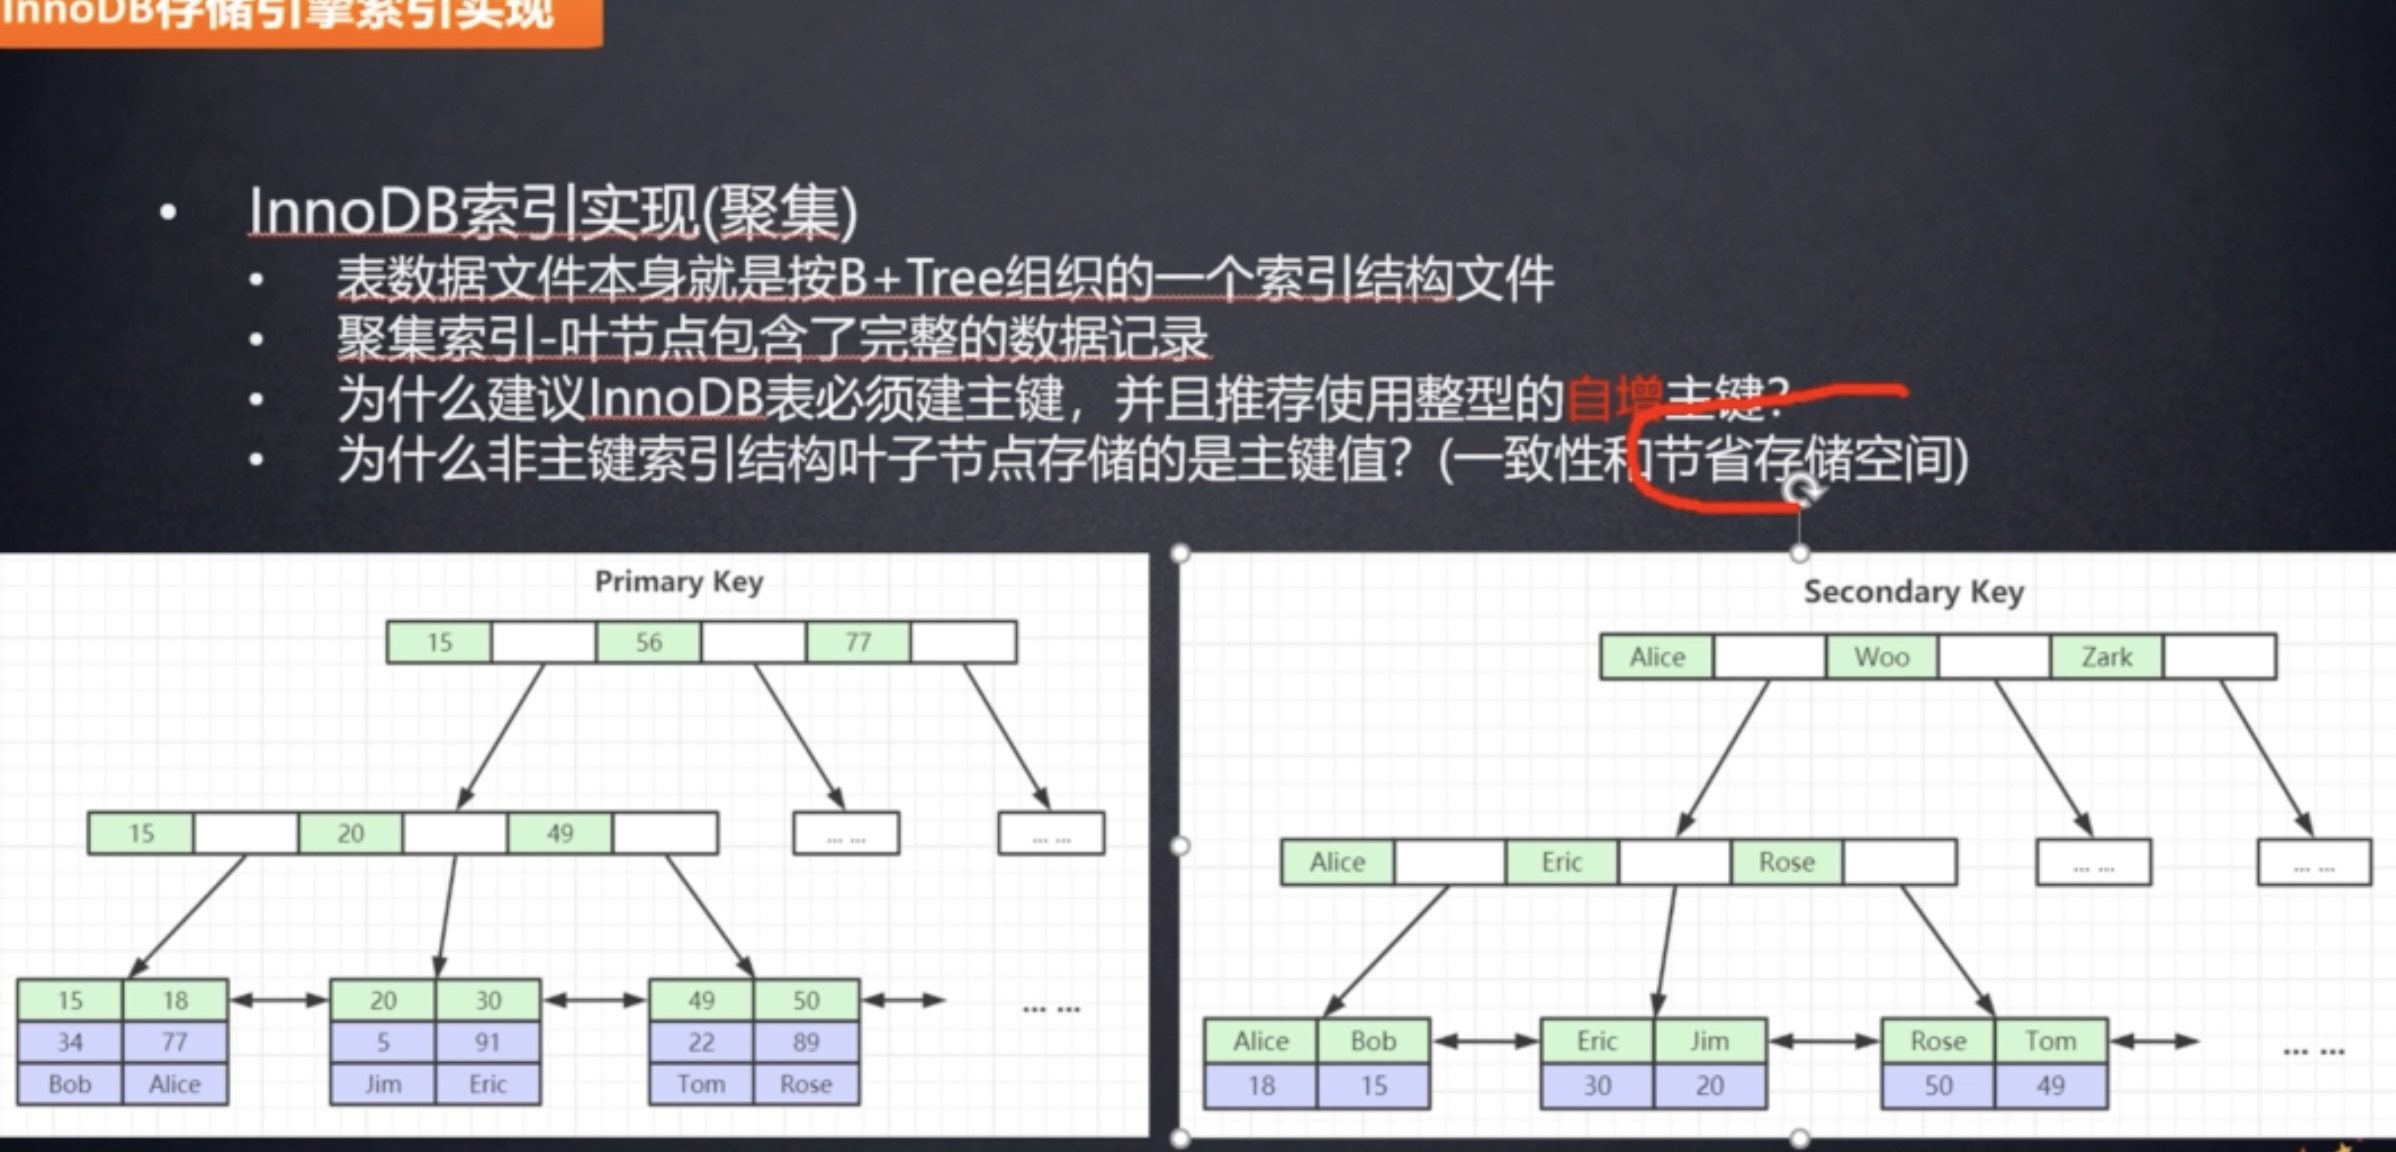 InnoDB存储引擎索引实现
InnoDB索引实现(聚集)
表数据文件本身就是按B+Tree组织的一个索引结构文件
聚集索引-叶节点包含了完整的数据记录
为什么建议InnoDB表必须建主键，并且推荐使用整型的自增主键？
为什么非主键索引结构叶子节点存储的是主键值？(一致性和节省存储空间)
Primary Key
15 56 77
15 20 49 ... ... ... ...
15 18 20 30 49 50 ... ...
34 77 5 91 22 89
Bob Alice Jim Eric Tom Rose
Secondary Key
Alice Woo Zark
Alice Eric Rose ... ... ... ...
Alice Bob Eric Jim Rose Tom ... ...
18 15 30 20 50 49